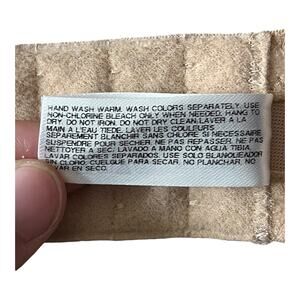 HAND WASH WARM. WASH COLORS SEPARATELY. USE
NON-CHLORINE BLEACH ONLY WHEN NEEDED. HANG TO
DRY. DO NOT IRON. DO NOT DRY CLEAN.LAVER A LA
MAIN A L'EAU TIEDE. LAVER LES COULEURS
SEPAREMENT BLANCHIR SANS CHLORE SI NECESSAIRE
SUSPENDRE POUR SECHER. NE PAS REPASSER. NE PAS
NETTOYER A SEC. LAVADO A MANO CON AGUA TIBIA.
LAVAR COLORES SEPARADOS. USE SOLO BLANQUEADOR
SIN CLORO, CUELGUE PARA SECAR, NO PLANCHAR, NO
EN SECO.